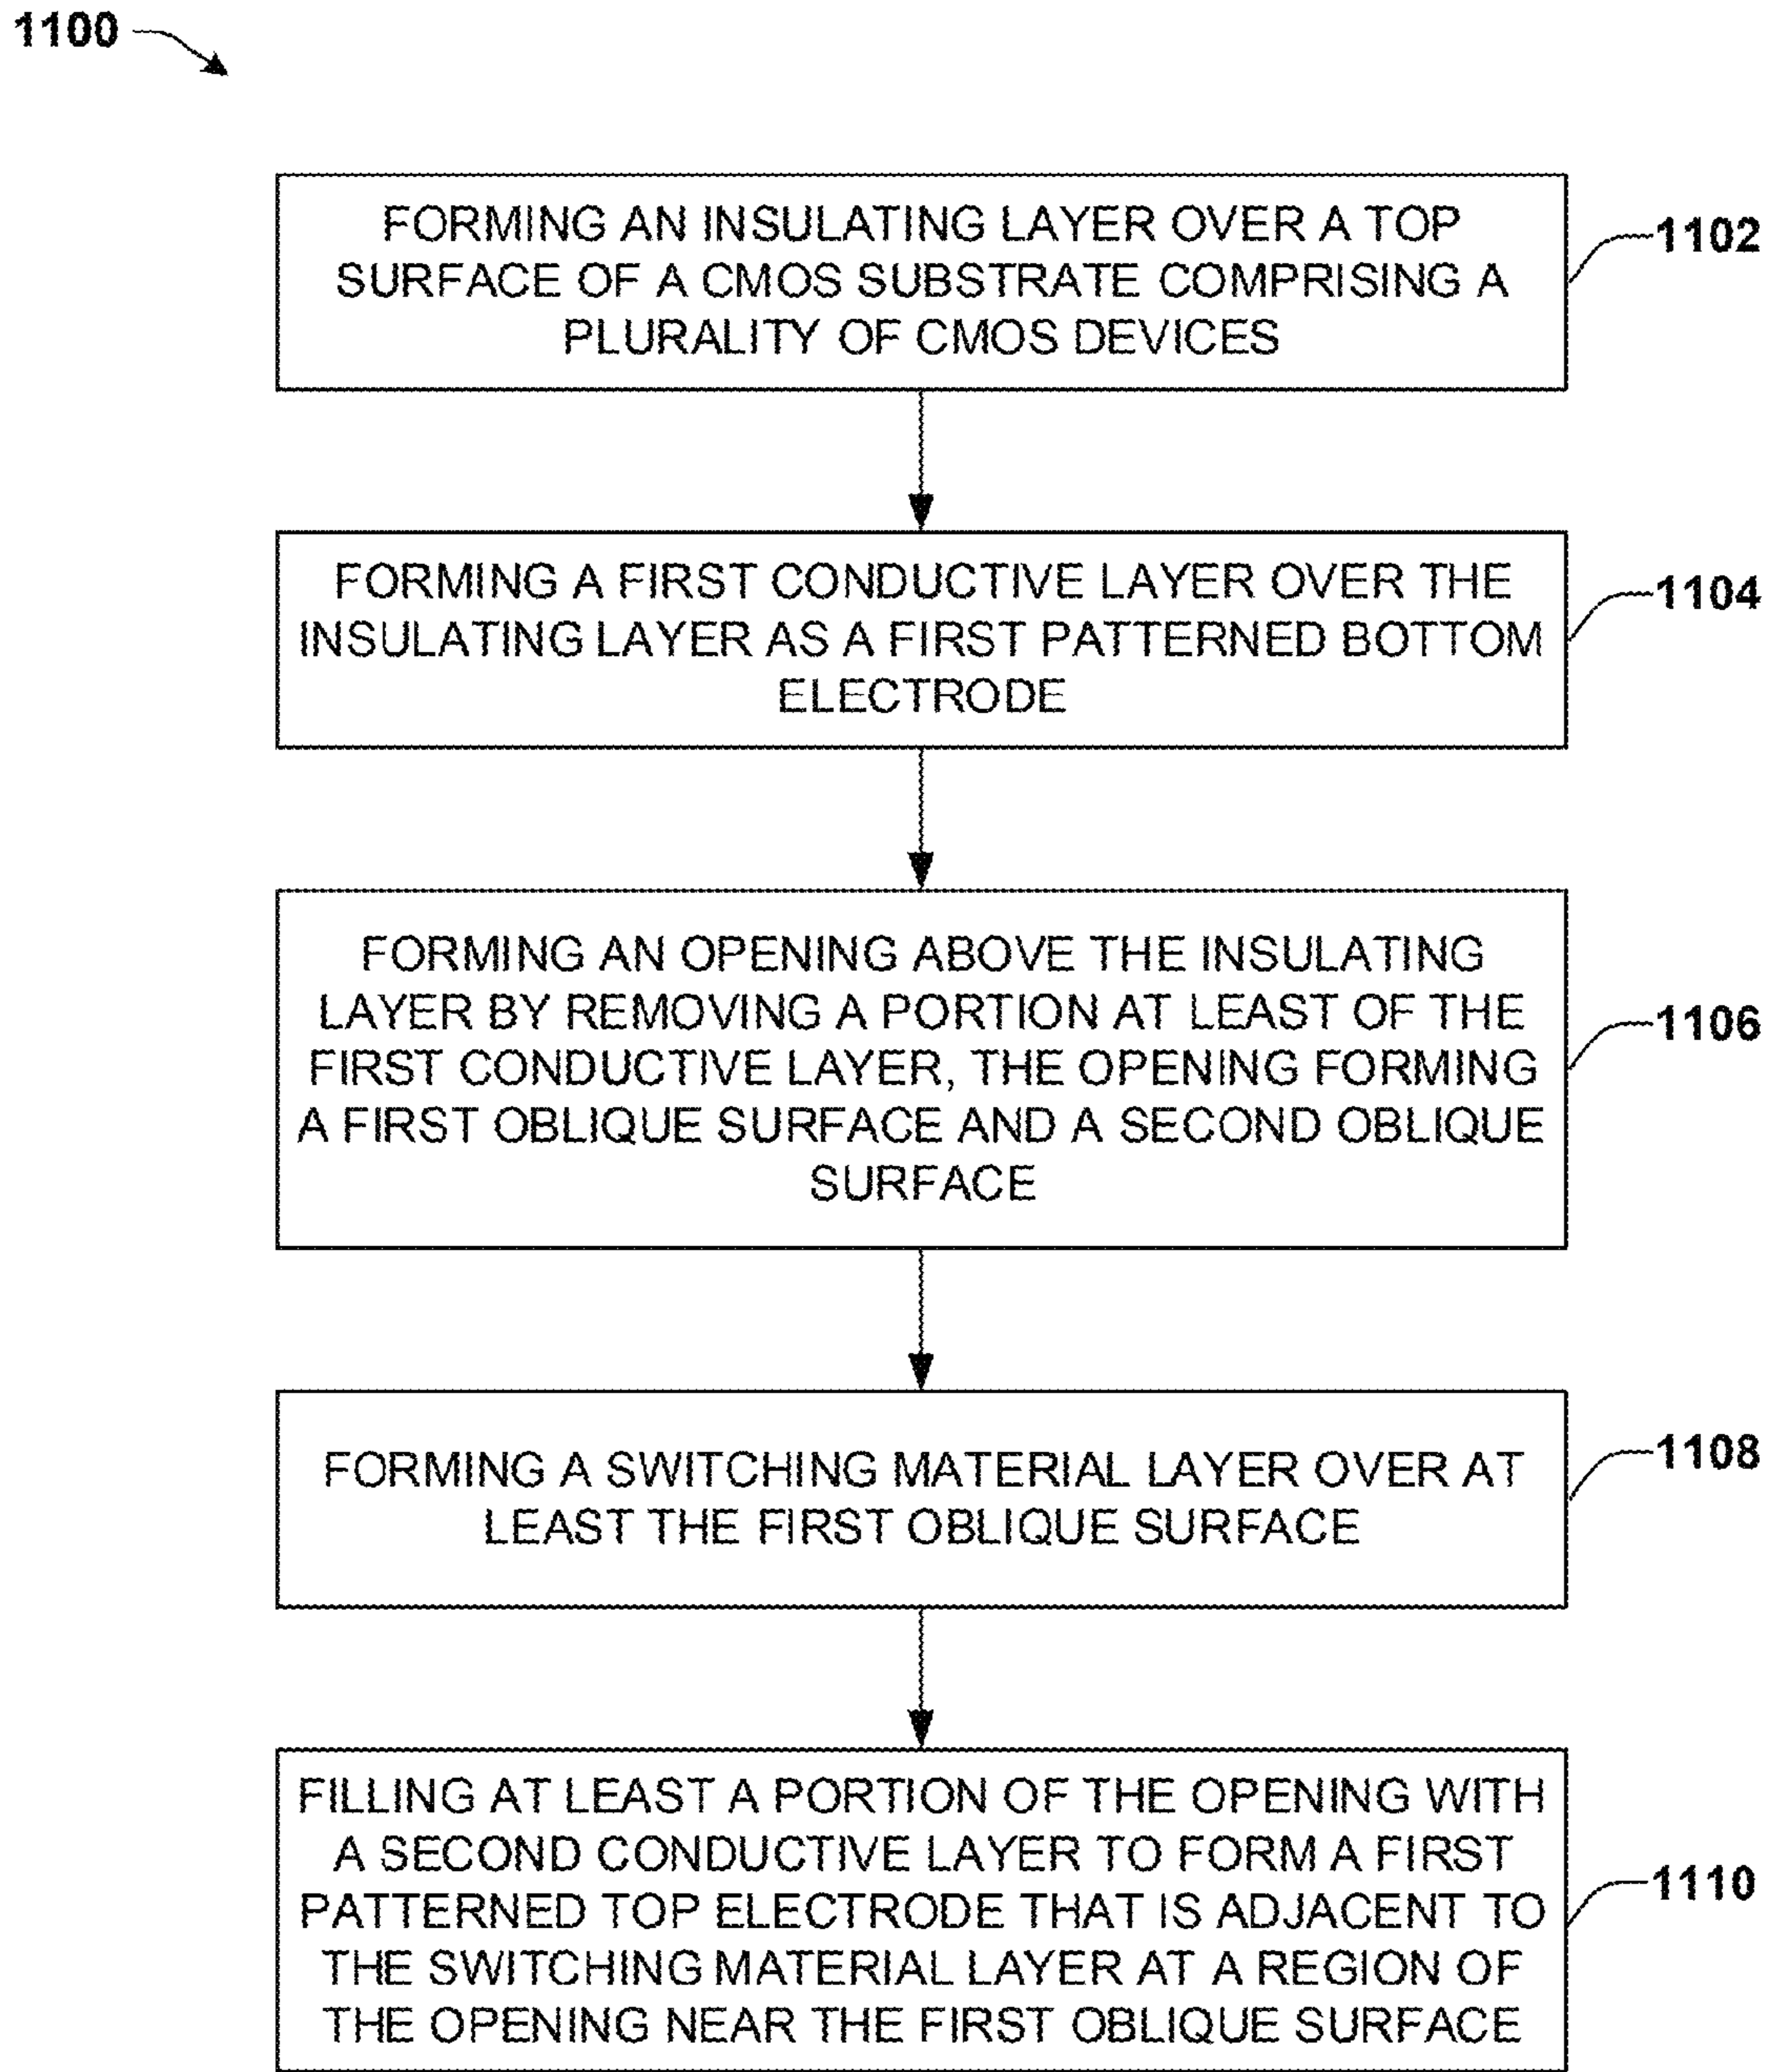 1100
FORMING AN INSULATING LAYER OVER A TOP
SURFACE OF A CMOS SUBSTRATE COMPRISING A
PLURALITY OF CMOS DEVICES
1102
FORMING A FIRST CONDUCTIVE LAYER OVER THE
INSULATING LAYER AS A FIRST PATTERNED BOTTOM
ELECTRODE
1104
FORMING AN OPENING ABOVE THE INSULATING
LAYER BY REMOVING A PORTION AT LEAST OF THE
FIRST CONDUCTIVE LAYER, THE OPENING FORMING
A FIRST OBLIQUE SURFACE AND A SECOND OBLIQUE
SURFACE
1106
FORMING A SWITCHING MATERIAL LAYER OVER AT
LEAST THE FIRST OBLIQUE SURFACE
1108
FILLING AT LEAST A PORTION OF THE OPENING WITH
A SECOND CONDUCTIVE LAYER TO FORM A FIRST
PATTERNED TOP ELECTRODE THAT IS ADJACENT TO
THE SWITCHING MATERIAL LAYER AT A REGION OF
THE OPENING NEAR THE FIRST OBLIQUE SURFACE
1110